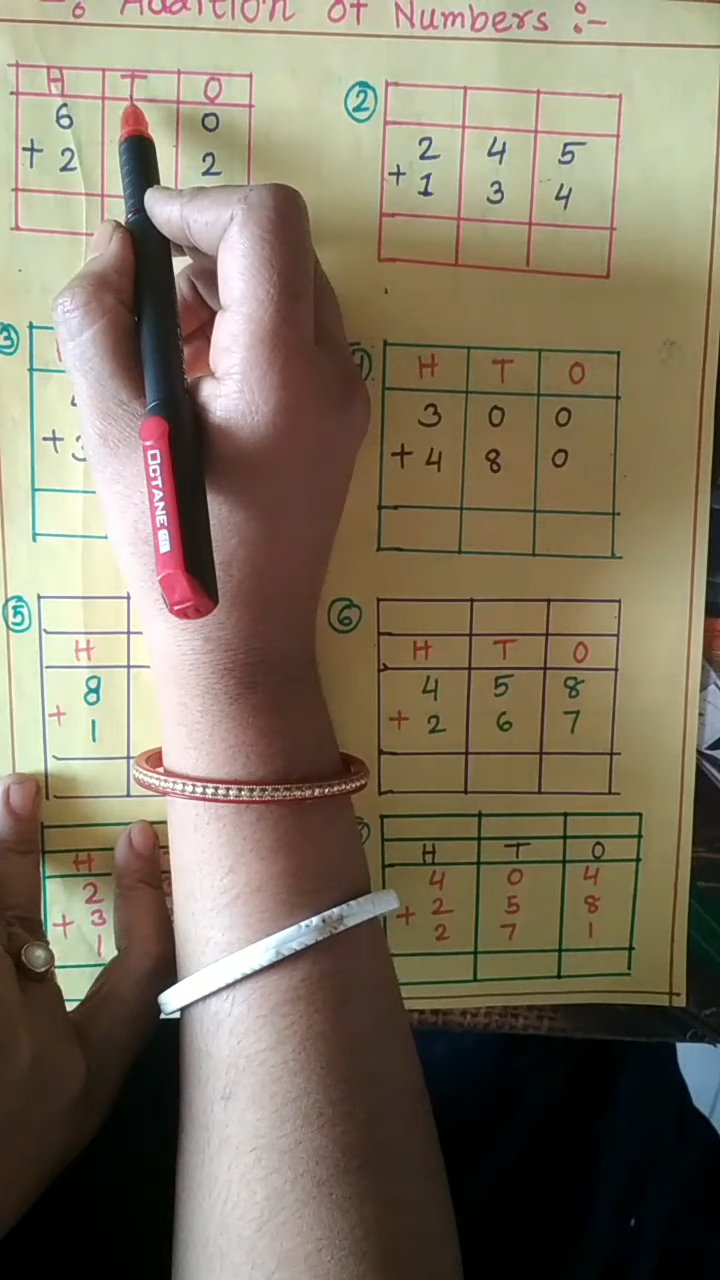 Addition of Numbers :-
H T O
6 0
+ 2 2
②
2 4 5
+ 1 3 4
③
+ 3
H T O
3 0 0
+ 4 8 0
OCTANE
⑤
H
8
+ 1
⑥
H T O
4 5 8
+ 2 6 7
H
2
+ 3
1
H T O
4 0 4
+ 2 5 8
2 7 1